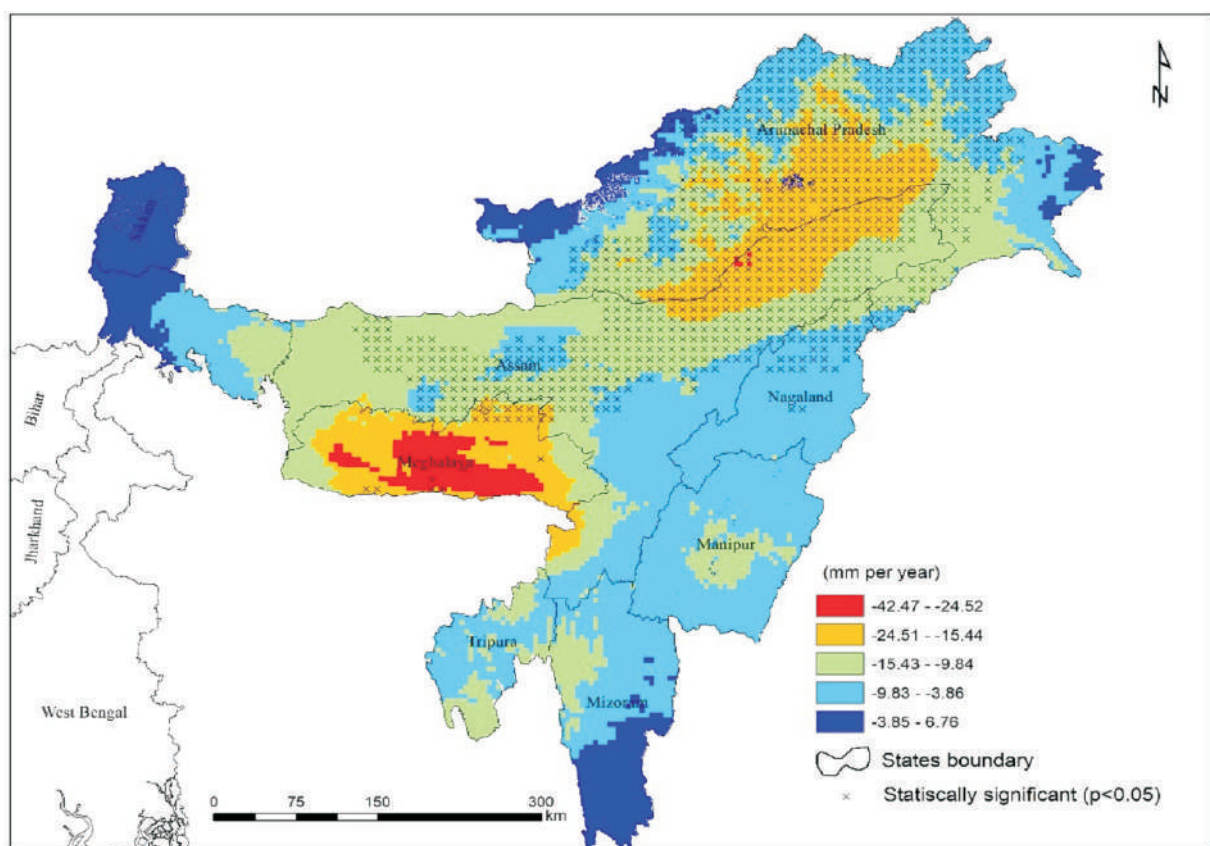 Arunachal Pradesh
Sikkim
Assam
Bihar
Nagaland
Meghalaya
Jharkhand
Manipur
(mm per year)
-42.47 - -24.52
-24.51 - -15.44
-15.43 - -9.84
-9.83 - -3.86
-3.85 - 6.76
Tripura
Mizoram
West Bengal
States boundary
Statiscally significant (p<0.05)
0 75 150 300
km
N